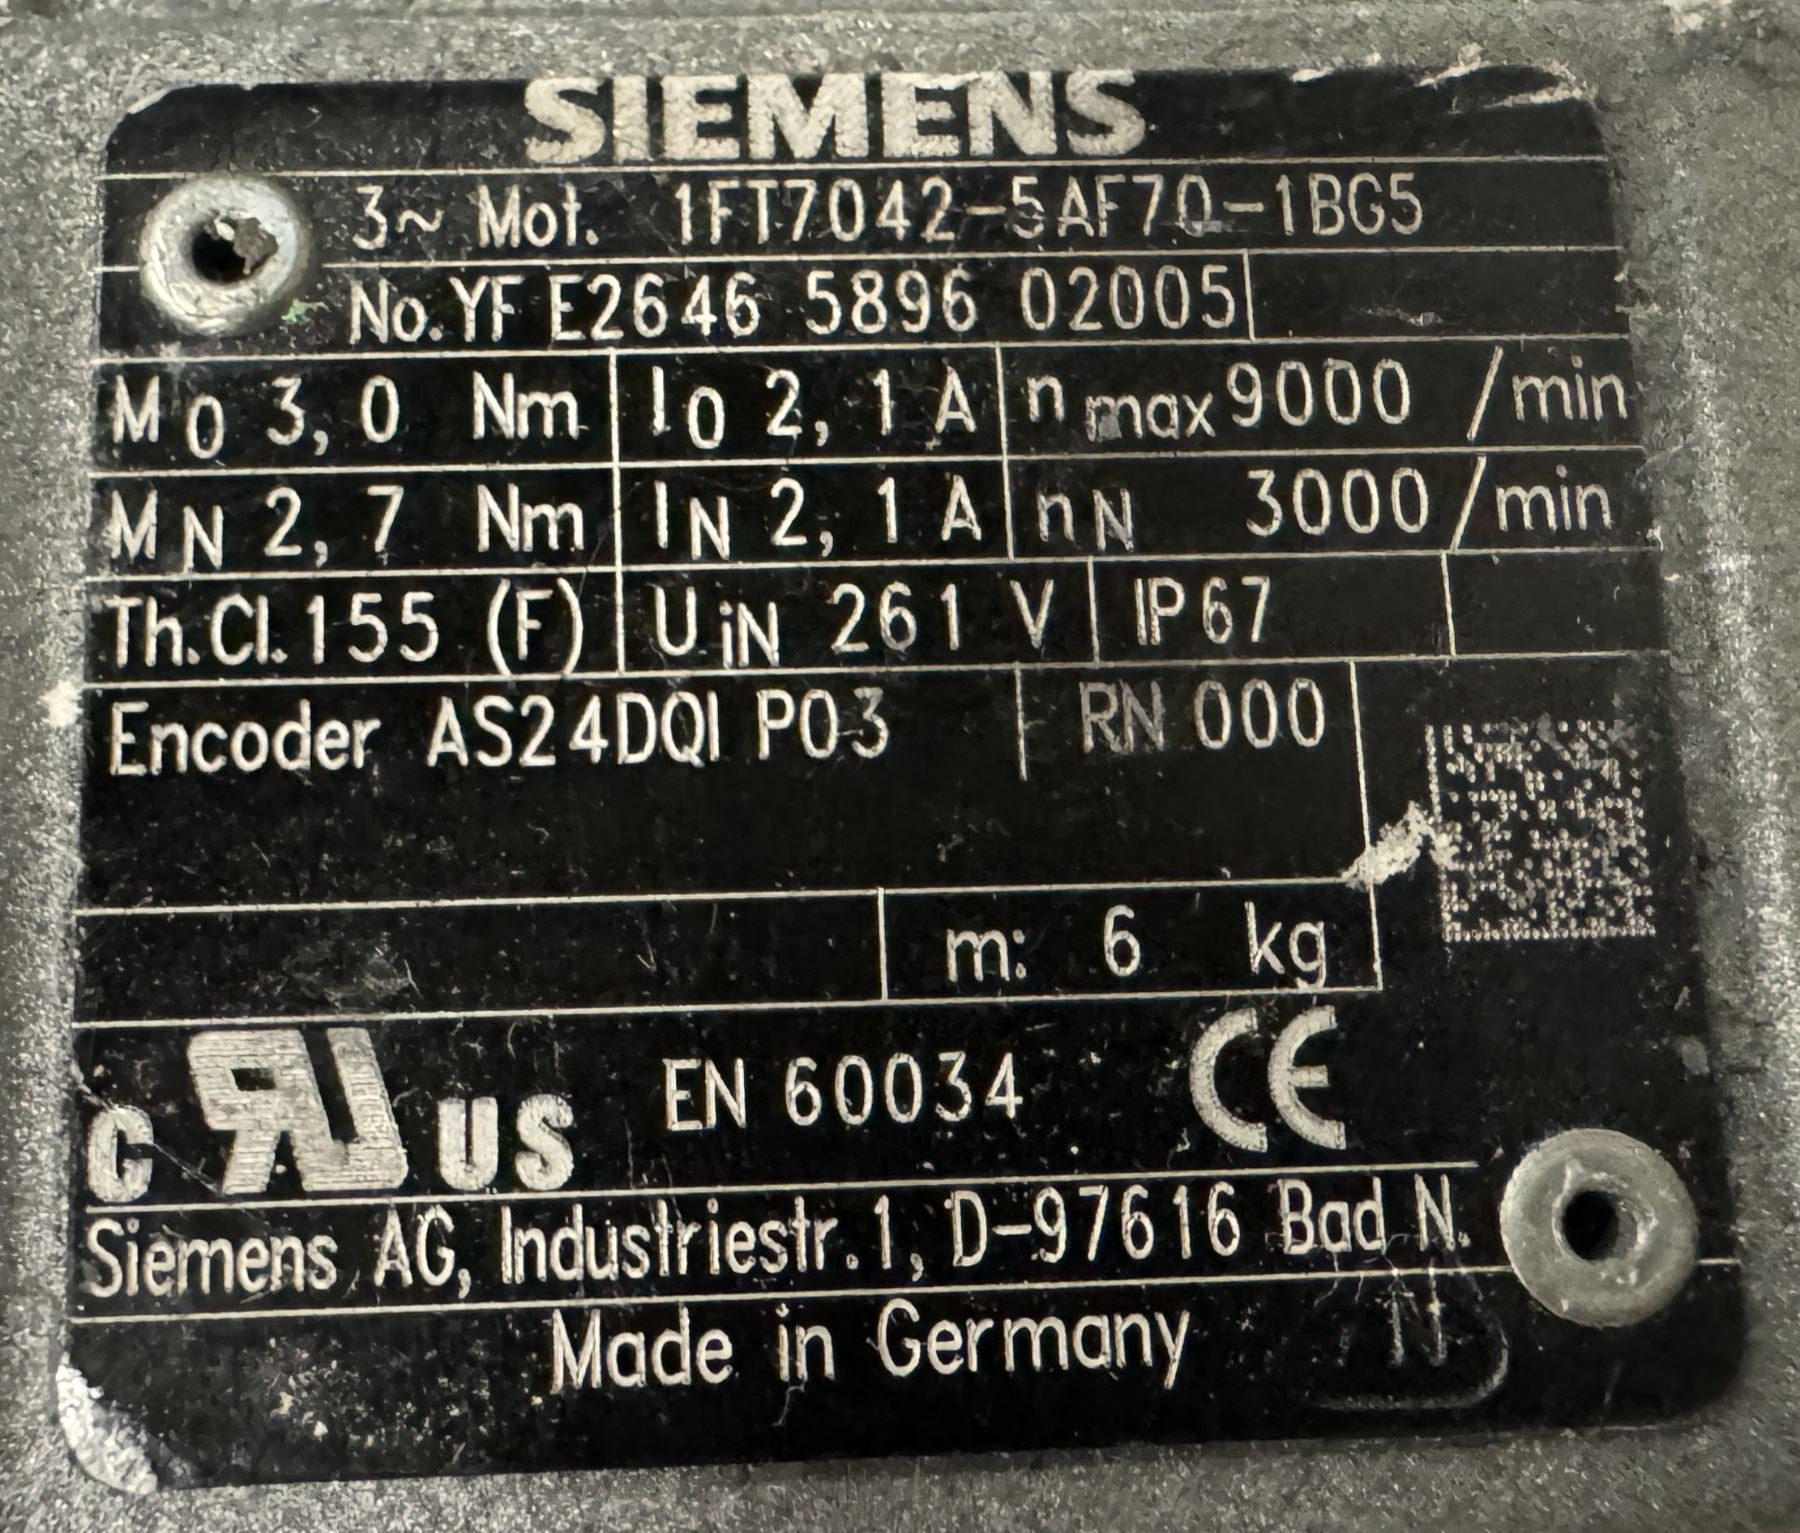 SIEMENS
3~ Mot. 1FT7042-5AF70-1BG5
No.YF E2646 5896 02005
M0 3,0 Nm I0 2,1 A n max 9000 /min
MN 2,7 Nm IN 2,1 A nN 3000 /min
Th.Cl.155 (F) UiN 261 V IP67
Encoder AS24DQI P03 RN 000
m: 6 kg
C RU US EN 60034 CE
Siemens AG, Industriestr.1, D-97616 Bad N.
Made in Germany
N